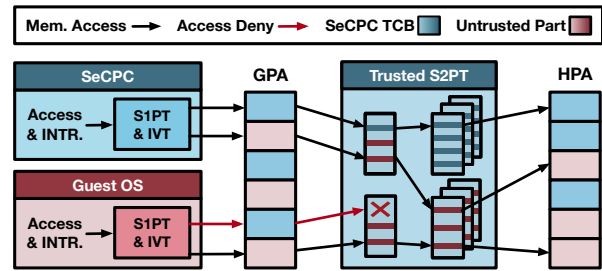 Mem. Access
Access Deny
SeCPC TCB
Untrusted Part
SeCPC
GPA
Trusted S2PT
HPA
Access
& INTR.
S1PT
& IVT
Guest OS
Access
& INTR.
S1PT
& IVT